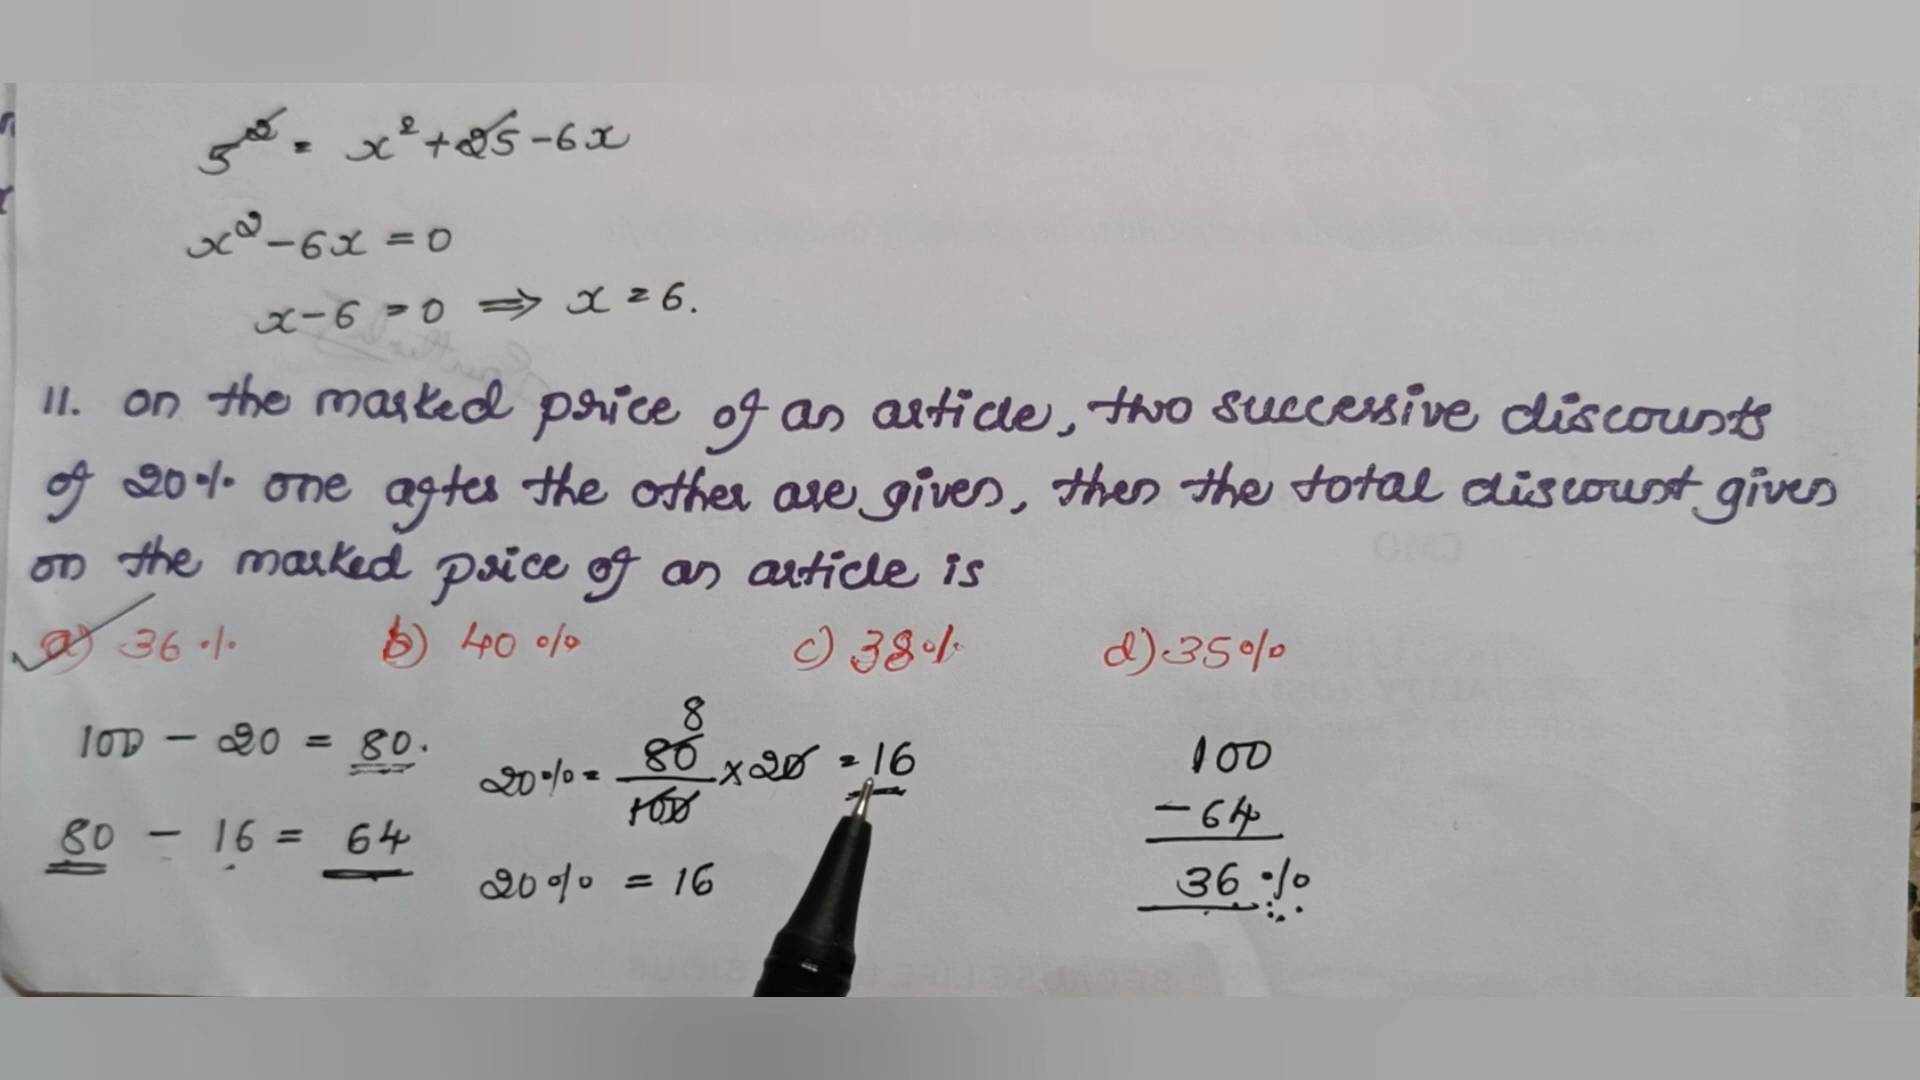 5² = x² + 25 - 6x
x² - 6x = 0
x - 6 = 0 ⇒ x = 6.
11. on the marked price of an article, two successive discounts
of 20% one after the other are given, then the total discount given
on the marked price of an article is
a) 36% b) 40% c) 38% d) 35%
100 - 20 = 80.
80 - 16 = 64
8
20% = 80/100 × 20 = 16
20% = 16
100
- 64
36%